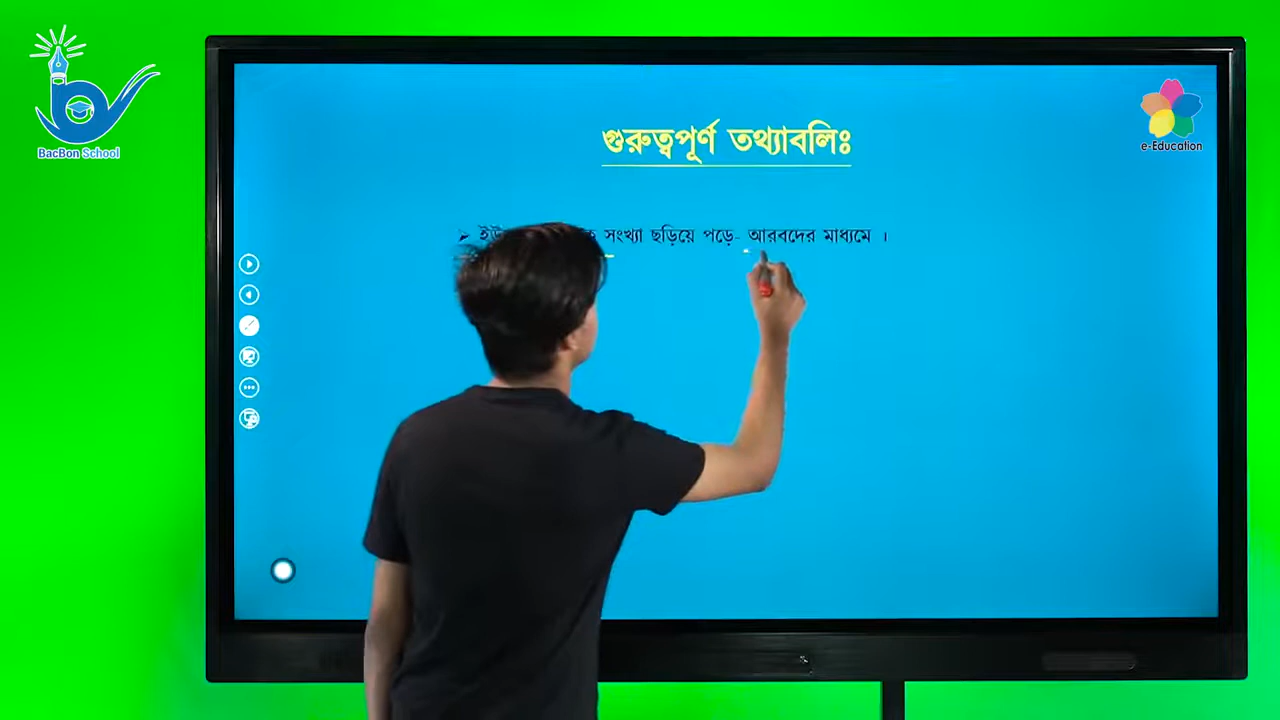 BacBon School
e-Education
গুরুত্বপূর্ণ তথ্যাবলিঃ
➤ সংখ্যা ছড়িয়ে পড়ে- আরবদের মাধ্যমে ।